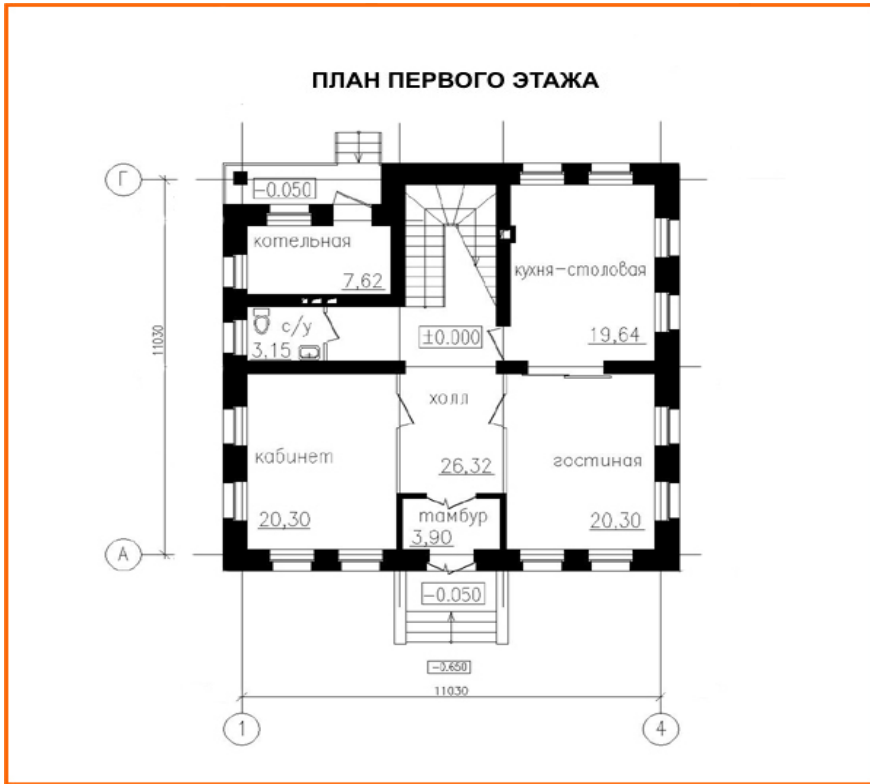 ПЛАН ПЕРВОГО ЭТАЖА
Г
-0.050
котельная
7,62
кухня-столовая
19,64
с/у
3,15
±0.000
11030
холл
26,32
кабинет
20,30
гостиная
20,30
тамбур
3,90
А
-0.050
-0.650
11030
1
4